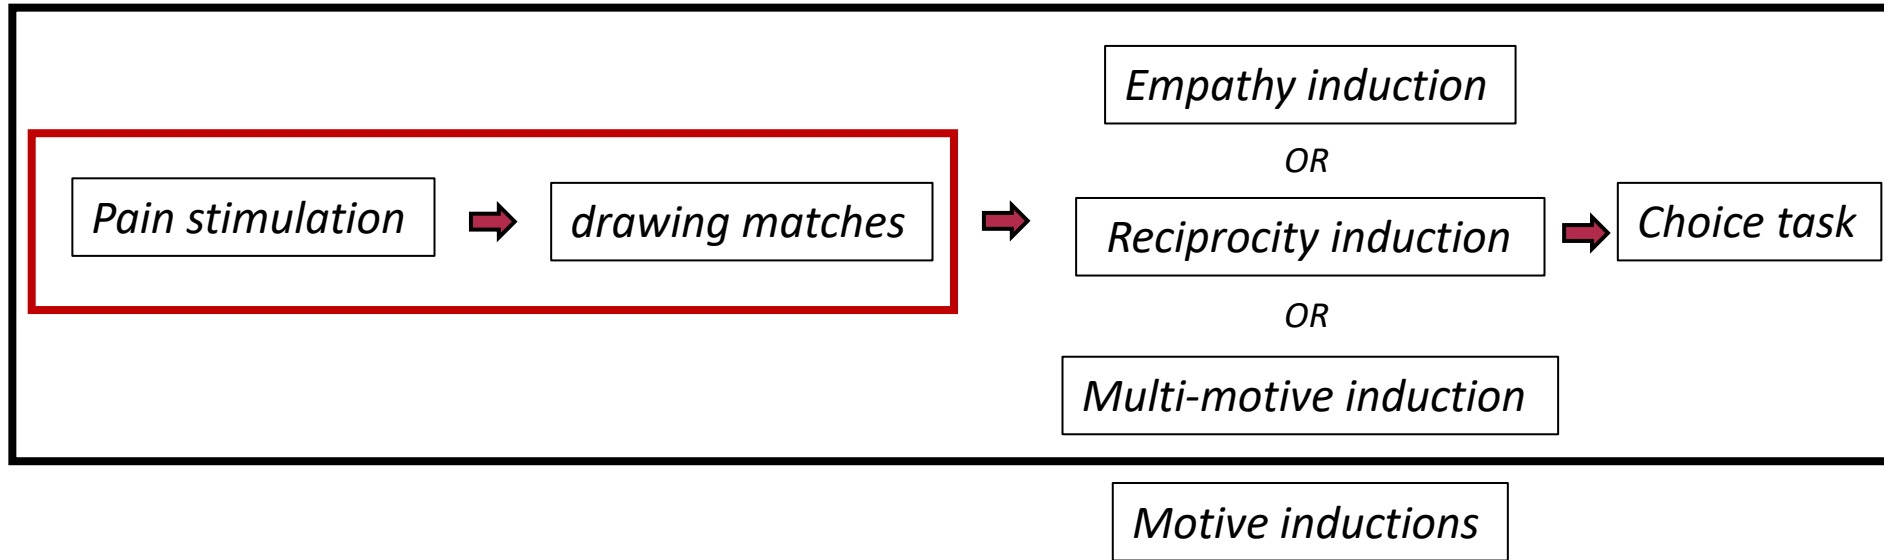 Pain stimulation
drawing matches
Empathy induction
OR
Reciprocity induction
OR
Multi-motive induction
Choice task
Motive inductions